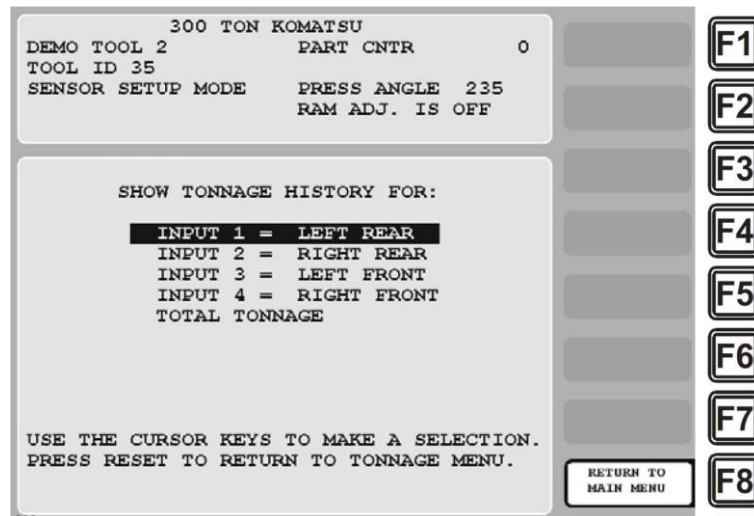 300 TON KOMATSU
DEMO TOOL 2 PART CNTR 0
TOOL ID 35
SENSOR SETUP MODE PRESS ANGLE 235
RAM ADJ. IS OFF
SHOW TONNAGE HISTORY FOR:
INPUT 1 = LEFT REAR
INPUT 2 = RIGHT REAR
INPUT 3 = LEFT FRONT
INPUT 4 = RIGHT FRONT
TOTAL TONNAGE
USE THE CURSOR KEYS TO MAKE A SELECTION.
PRESS RESET TO RETURN TO TONNAGE MENU.
RETURN TO
MAIN MENU
F1
F2
F3
F4
F5
F6
F7
F8